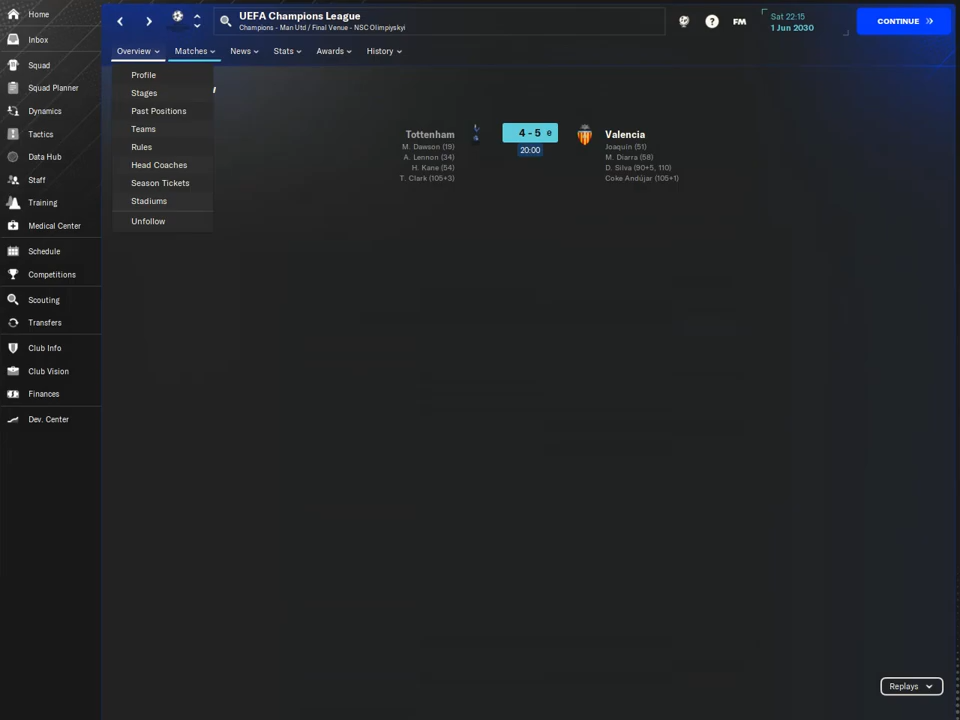 Home
Inbox
Squad
Squad Planner
Dynamics
Tactics
Data Hub
Staff
Training
Medical Center
Schedule
Competitions
Scouting
Transfers
Club Info
Club Vision
Finances
Dev. Center
UEFA Champions League
Champions - Man Utd / Final Venue - NSC Olimpiyskyi
?
FM
Sat 22:15
1 Jun 2030
CONTINUE
Overview
Matches
News
Stats
Awards
History
Profile
Stages
Past Positions
Teams
Rules
Head Coaches
Season Tickets
Stadiums
Unfollow
Tottenham
M. Dawson (19)
A. Lennon (34)
H. Kane (54)
T. Clark (105+3)
4 - 5 e
20:00
Valencia
Joaquín (51)
M. Diarra (58)
D. Silva (90+5, 110)
Coke Andújar (105+1)
Replays